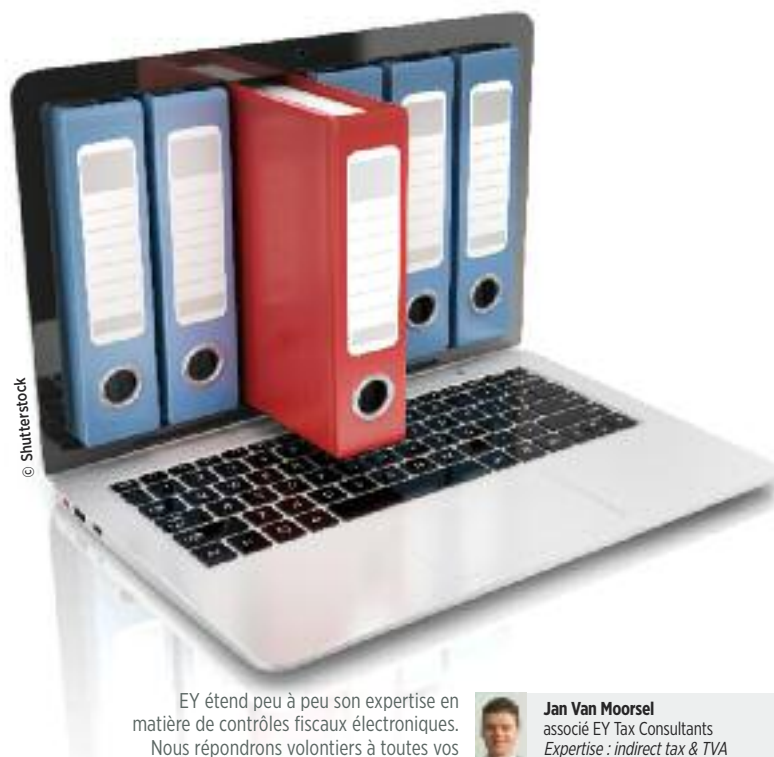 © Shutterstock
EY étend peu à peu son expertise en
matière de contrôles fiscaux électroniques.
Nous répondrons volontiers à toutes vos
Jan Van Moorsel
associé EY Tax Consultants
Expertise : indirect tax & TVA